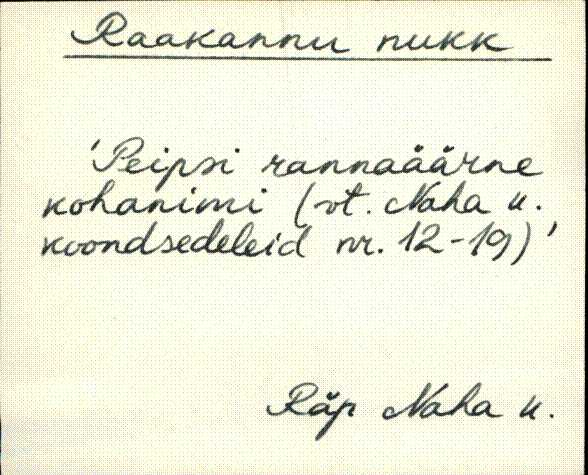 Raakannu nukk
'Peipsi rannaäärne
kohanimi (vt. Naha k.
koondsedeleid nr. 12-19)'
Räp Naha k.